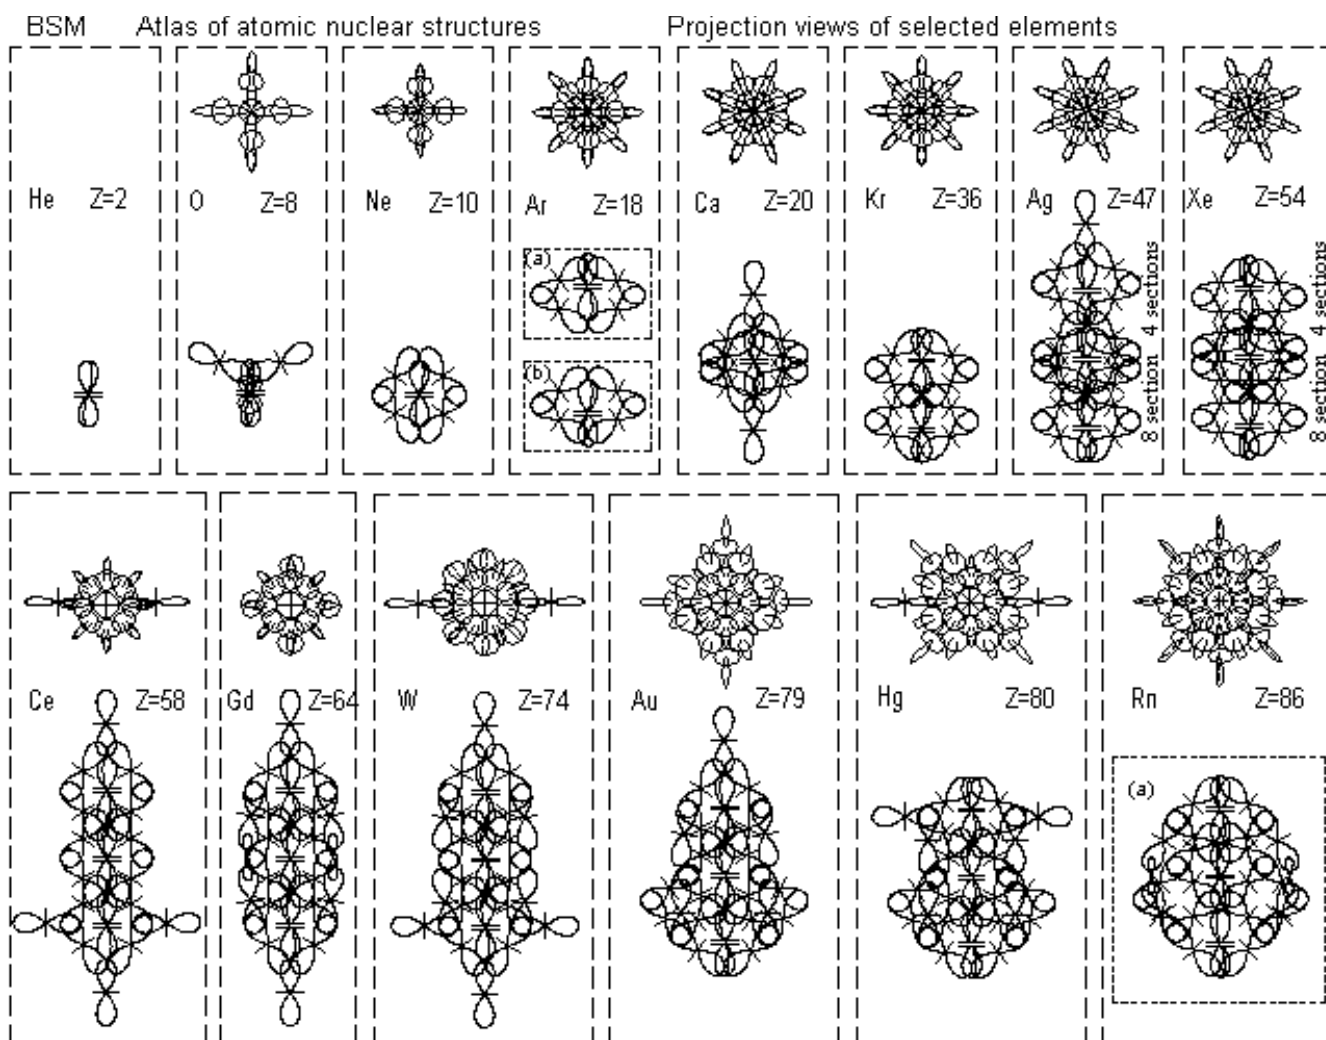 BSM Atlas of atomic nuclear structures Projection views of selected elements
He Z=2
O Z=8
Ne Z=10
Ar Z=18
(a)
(b)
Ca Z=20
Kr Z=36
Ag Z=47
8 section 4 sections
Xe Z=54
8 section 4 sections
Ce Z=58
Gd Z=64
W Z=74
Au Z=79
Hg Z=80
Rn Z=86
(a)